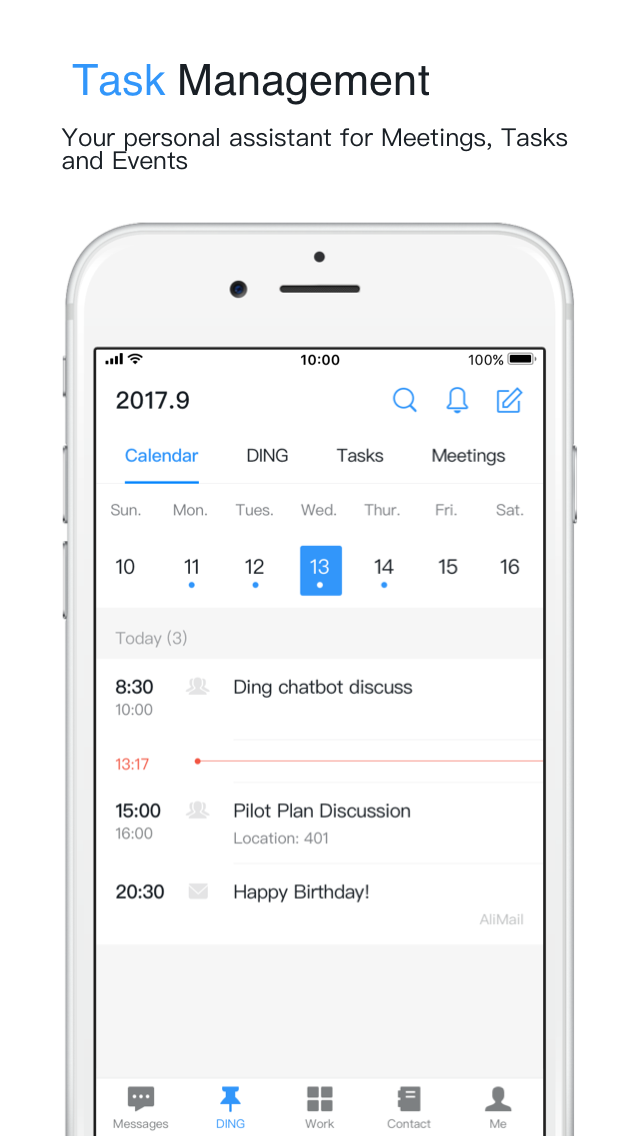 Task Management
Your personal assistant for Meetings, Tasks
and Events
10:00 100%
2017.9
Calendar DING Tasks Meetings
Sun. Mon. Tues. Wed. Thur. Fri. Sat.
10 11 12 13 14 15 16
Today (3)
8:30 Ding chatbot discuss
10:00
13:17
15:00 Pilot Plan Discussion
16:00 Location: 401
20:30 Happy Birthday!
AliMail
Messages DING Work Contact Me